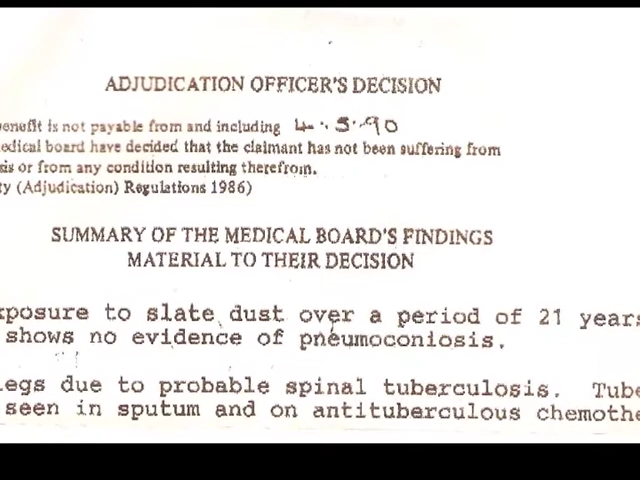 ADJUDICATION OFFICER'S DECISION
benefit is not payable from and including 4.5.90
medical board have decided that the claimant has not been suffering from
sis or from any condition resulting therefrom.
ty (Adjudication) Regulations 1986)
SUMMARY OF THE MEDICAL BOARD'S FINDINGS
MATERIAL TO THEIR DECISION
xposure to slate dust over a period of 21 years
shows no evidence of pneumoconiosis.
legs due to probable spinal tuberculosis. Tube
seen in sputum and on antituberculous chemothe